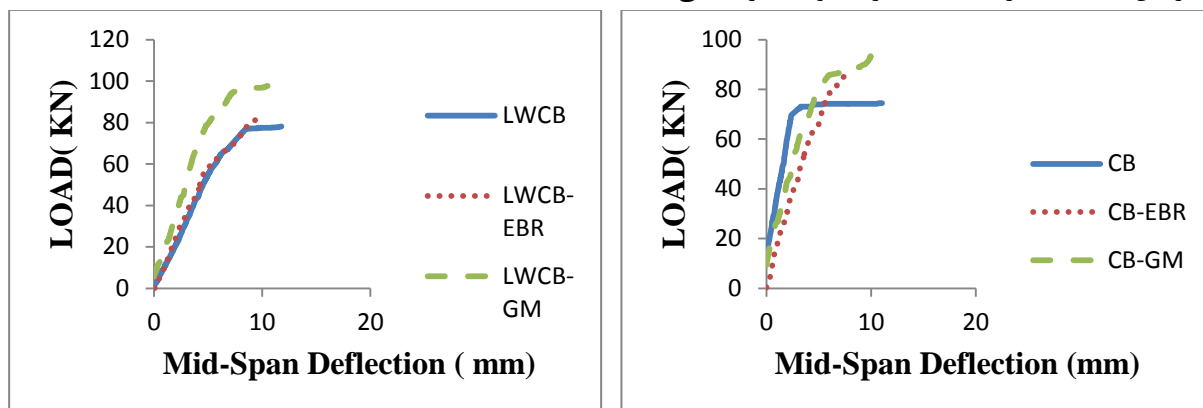 120
100
80
60
40
20
0
LOAD( KN)
0 10 20
Mid-Span Deflection ( mm)
LWCB
LWCB-
EBR
LWCB-
GM
100
80
60
40
20
0
LOAD( KN)
0 10 20
Mid-Span Deflection (mm)
CB
CB-EBR
CB-GM